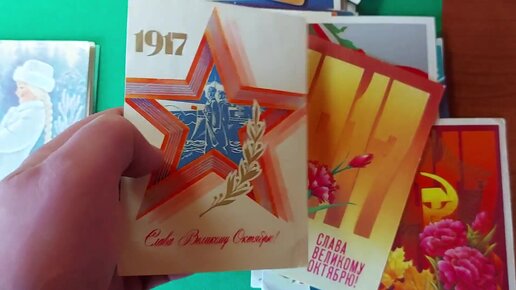 1917
Слава Великому Октябрю!
СЛАВА
ВЕЛИКОМУ
ОКТЯБРЮ!